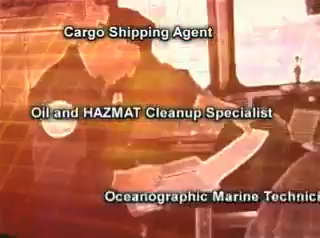 Cargo Shipping Agent
Oil and HAZMAT Cleanup Specialist
Oceanographic Marine Technici